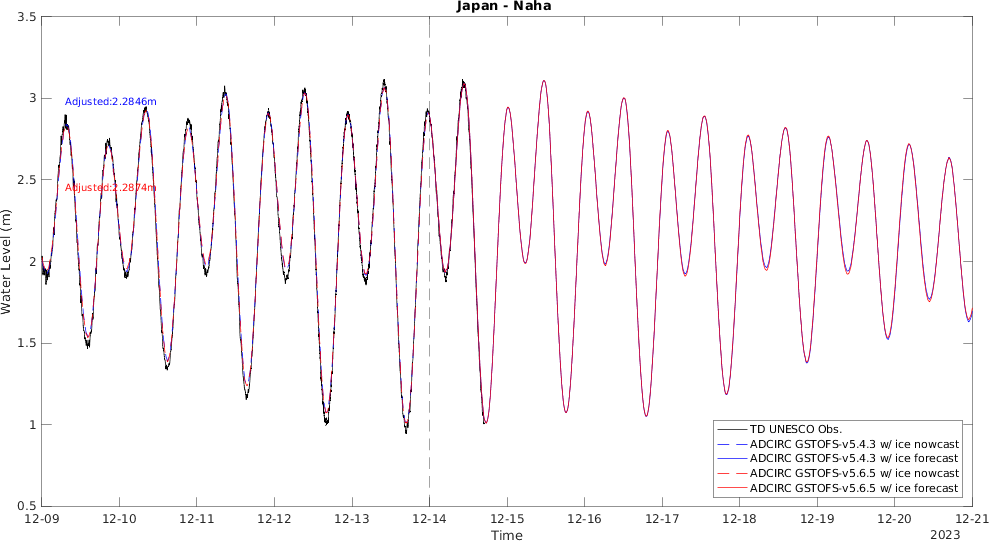 Japan - Naha
3.5
3
2.5
2
1.5
1
0.5
Water Level (m)
Adjusted:2.2846m
Adjusted:2.2874m
TD UNESCO Obs.
ADCIRC GSTOFS-v5.4.3 w/ ice nowcast
ADCIRC GSTOFS-v5.4.3 w/ ice forecast
ADCIRC GSTOFS-v5.6.5 w/ ice nowcast
ADCIRC GSTOFS-v5.6.5 w/ ice forecast
12-09 12-10 12-11 12-12 12-13 12-14 12-15 12-16 12-17 12-18 12-19 12-20 12-21
Time
2023